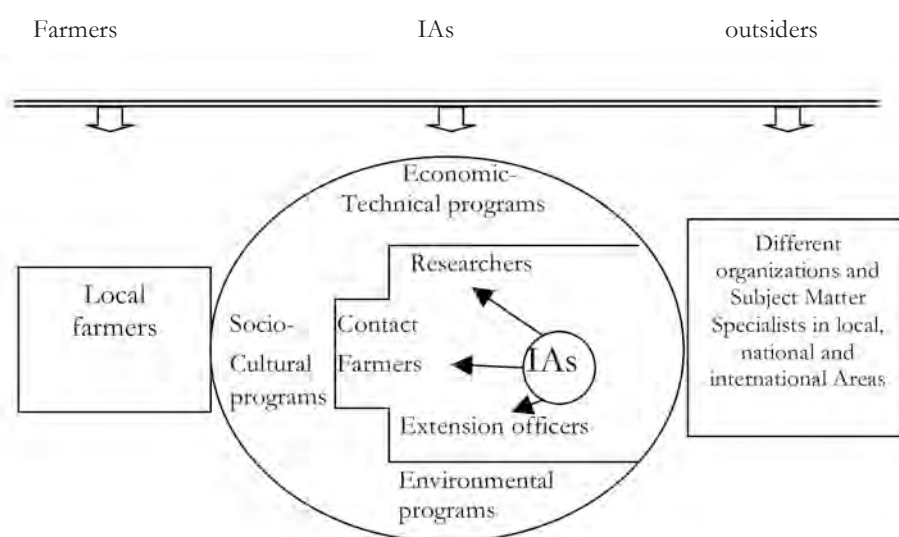 Farmers IAs outsiders
Economic-
Technical programs
Researchers
Local
farmers
Socio-
Cultural
programs
Contact
Farmers
IAs
Extension officers
Environmental
programs
Different
organizations and
Subject Matter
Specialists in local,
national and
international Areas